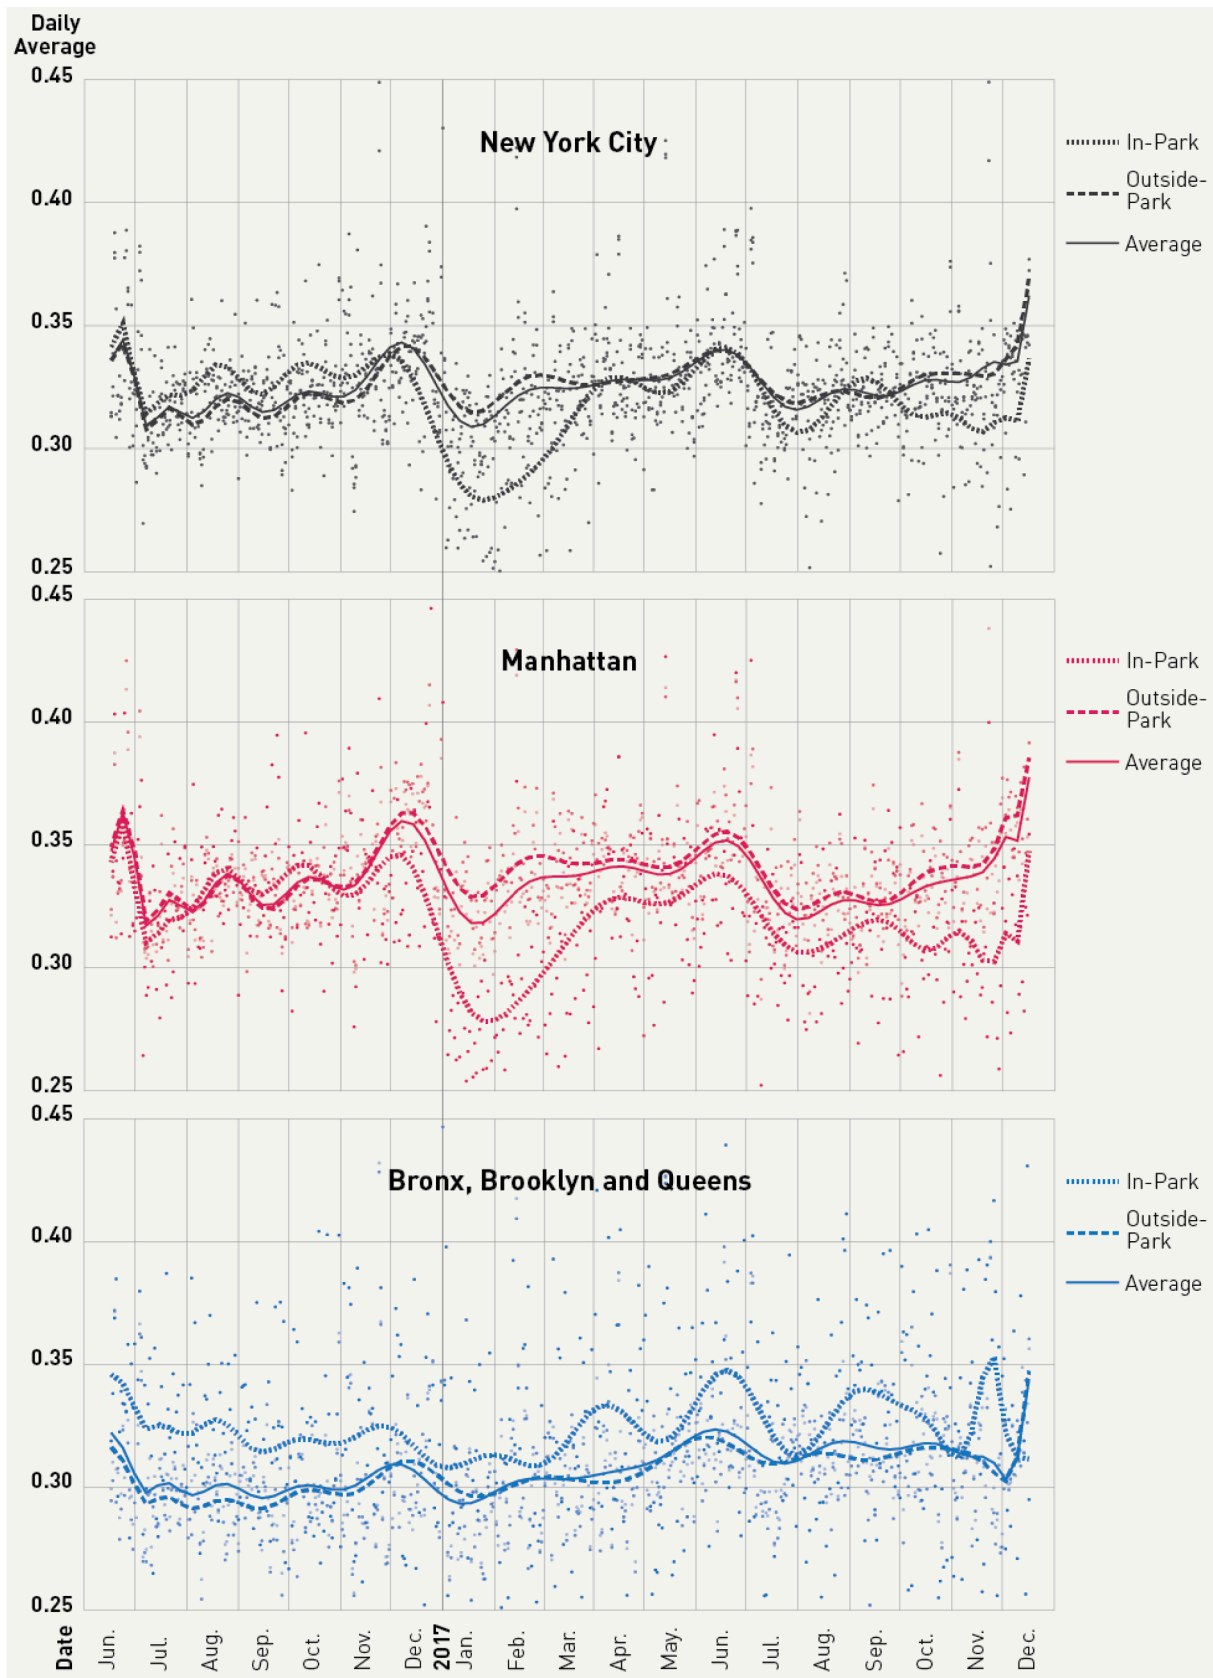 Daily
Average
0.45
New York City
0.40
0.35
0.30
0.25
In-Park
Outside-
Park
Average
0.45
Manhattan
0.40
0.35
0.30
0.25
In-Park
Outside-
Park
Average
0.45
Bronx, Brooklyn and Queens
0.40
0.35
0.30
0.25
In-Park
Outside-
Park
Average
Date
Jun.
Jul.
Aug.
Sep.
Oct.
Nov.
Dec.
2017
Jan.
Feb.
Mar.
Apr.
May.
Jun.
Jul.
Aug.
Sep.
Oct.
Nov.
Dec.